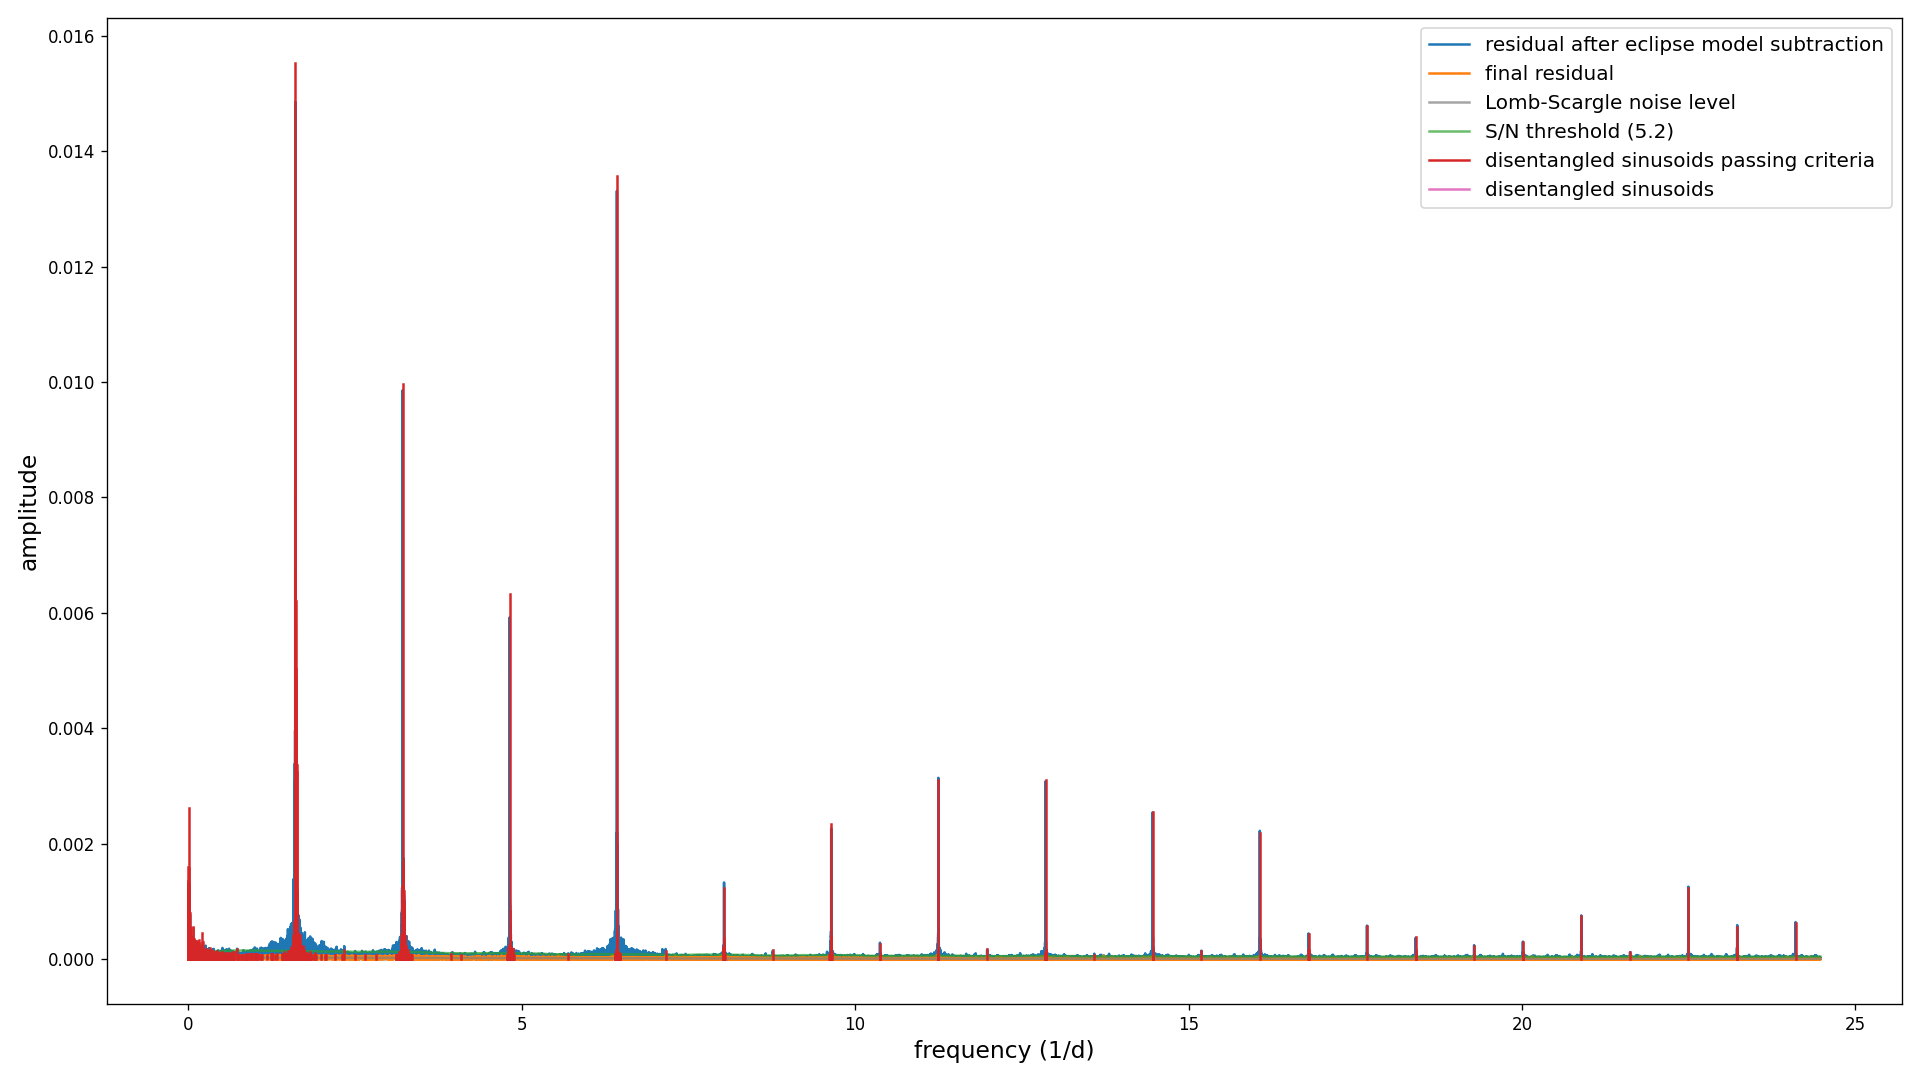 0.016
0.014
0.012
0.010
0.008
0.006
0.004
0.002
0.000
amplitude
0 5 10 15 20 25
frequency (1/d)
residual after eclipse model subtraction
final residual
Lomb-Scargle noise level
S/N threshold (5.2)
disentangled sinusoids passing criteria
disentangled sinusoids